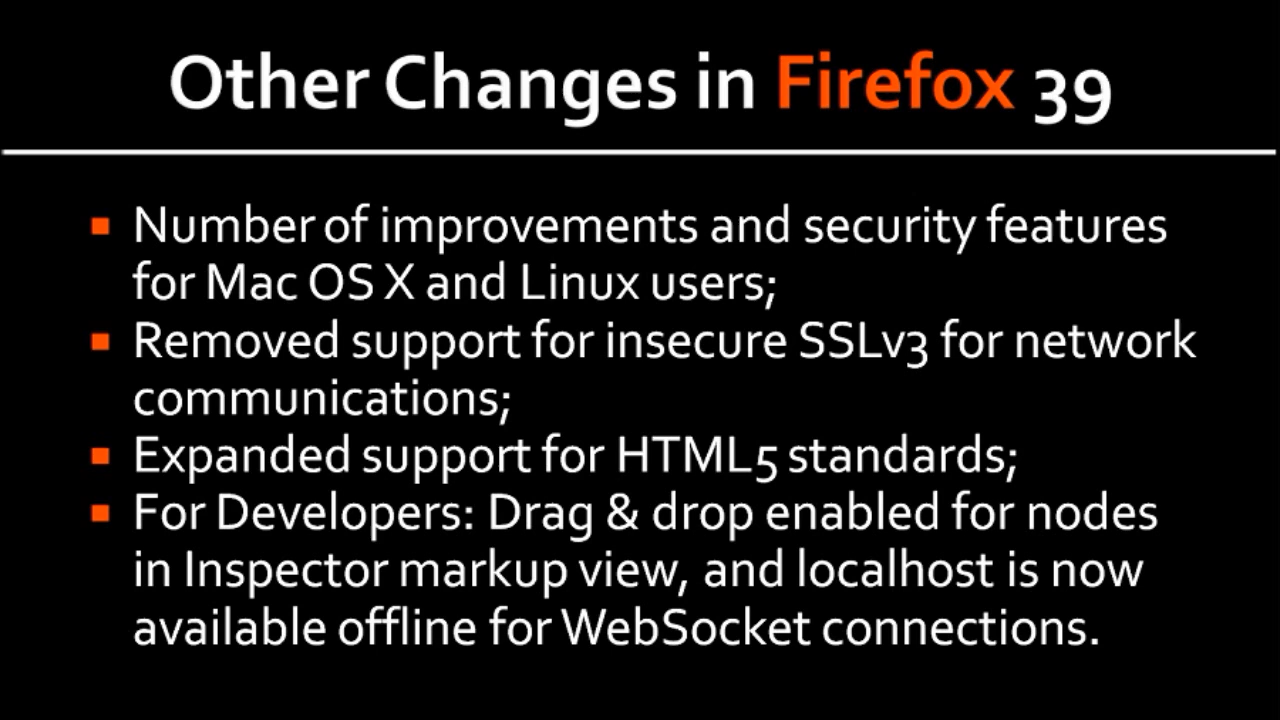 Other Changes in Firefox 39
Number of improvements and security features
for Mac OS X and Linux users;
Removed support for insecure SSLv3 for network
communications;
Expanded support for HTML5 standards;
For Developers: Drag & drop enabled for nodes
in Inspector markup view, and localhost is now
available offline for WebSocket connections.